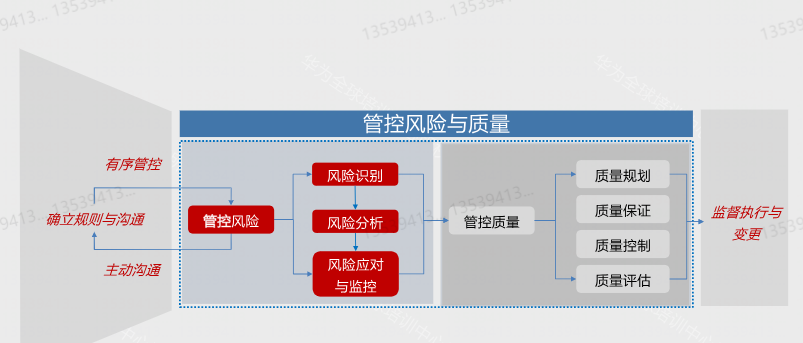 13539413...
13539413...
管控风险与质量
有序管控
风险识别
质量规划
确立规则与沟通
管控风险
风险分析
管控质量
质量保证
监督执行与
变更
质量控制
主动沟通
风险应对
与监控
质量评估